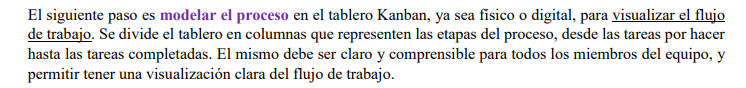 El siguiente paso es modelar el proceso en el tablero Kanban, ya sea físico o digital, para visualizar el flujo
de trabajo. Se divide el tablero en columnas que representen las etapas del proceso, desde las tareas por hacer
hasta las tareas completadas. El mismo debe ser claro y comprensible para todos los miembros del equipo, y
permitir tener una visualización clara del flujo de trabajo.